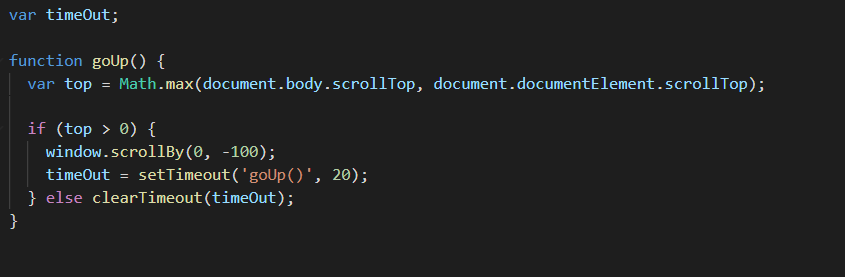 var timeOut;
function goUp() {
var top = Math.max(document.body.scrollTop, document.documentElement.scrollTop);
if (top > 0) {
window.scrollBy(0, -100);
timeOut = setTimeout('goUp()', 20);
} else clearTimeout(timeOut);
}